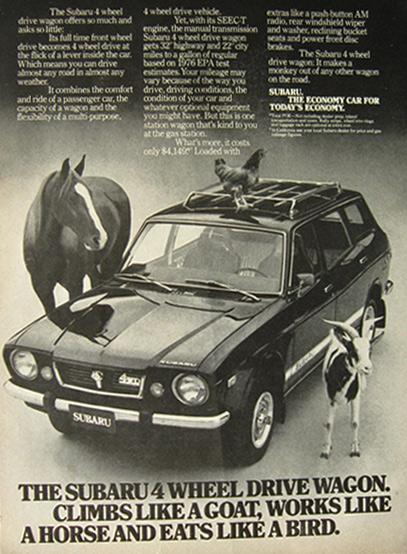 The Subaru 4 wheel
drive wagon offers so much and
asks so little:
Its full time front wheel
drive becomes 4 wheel drive at
the flick of a lever inside the car.
Which means you can drive
almost any road in almost any
weather.
It combines the comfort
and ride of a passenger car, the
capacity of a wagon and the
flexibility of a multi-purpose,
4 wheel drive vehicle.
Yet, with its SEEC-T
engine, the manual transmission
Subaru 4 wheel drive wagon
gets 32* highway and 22* city
miles to a gallon of regular
based on 1976 EPA test
estimates. Your mileage may
vary because of the way you
drive, driving conditions, the
condition of your car and
whatever optional equipment
you might have. But this is one
station wagon that's kind to you
at the gas station.
What's more, it costs
only $4,149!** Loaded with
extras like a push-button AM
radio, rear windshield wiper
and washer, reclining bucket
seats and power front disc
brakes.
The Subaru 4 wheel
drive wagon: It makes a
monkey out of any other wagon
on the road.
SUBARU.
THE ECONOMY CAR FOR
TODAY'S ECONOMY.
SUBARU
4WD
SUBARU
THE SUBARU 4 WHEEL DRIVE WAGON.
CLIMBS LIKE A GOAT, WORKS LIKE
A HORSE AND EATS LIKE A BIRD.